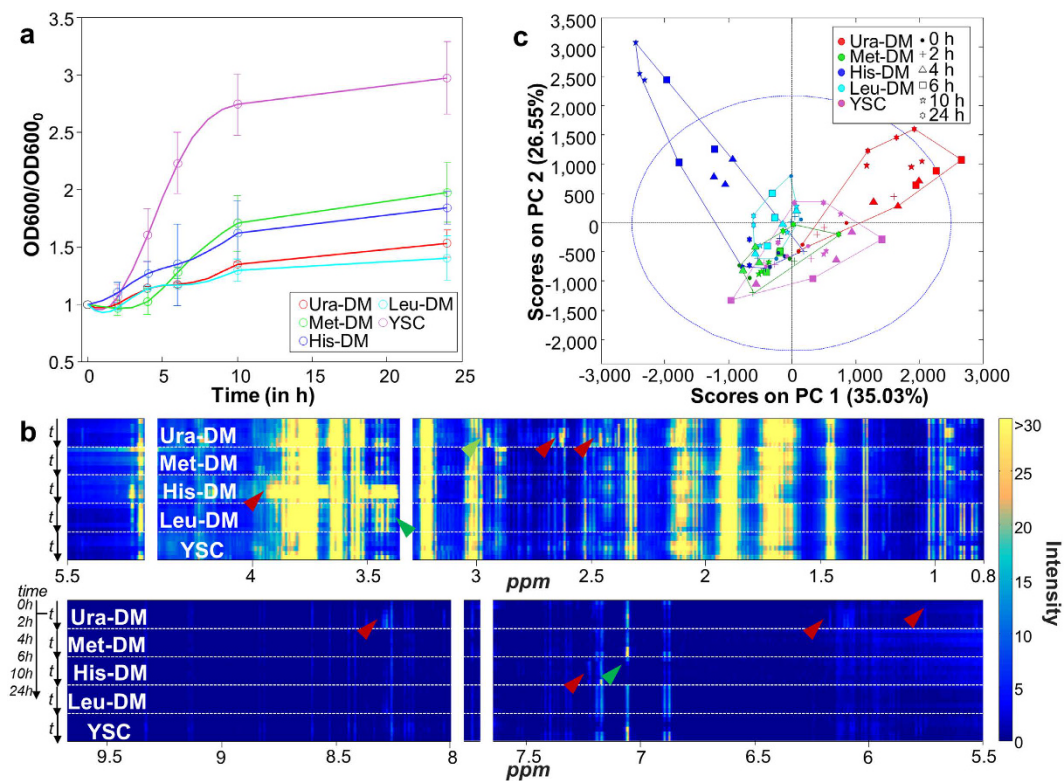 a
3.5
3
2.5
2
1.5
1
0.5
OD600/OD600₀
0 5 10 15 20 25
Time (in h)
Ura-DM Leu-DM
Met-DM YSC
His-DM
c
3,500
3,000
2,500
2,000
1,500
1,000
500
0
-500
-1,000
-1,500
-2,000
-2,400
Scores on PC 2 (26.55%)
-3,000 -2,000 -1,000 0 1,000 2,000 3,000
Scores on PC 1 (35.03%)
Ura-DM 0 h
Met-DM 2 h
His-DM 4 h
Leu-DM 6 h
YSC 10 h
24 h
b
t Ura-DM
t Met-DM
t His-DM
t Leu-DM
t YSC
5.5 4 3.5 3 2.5 2 1.5 1 0.8
ppm
>30
25
20
15
10
5
0
Intensity
time
0h
2h
4h
6h
10h
24h
t Ura-DM
t Met-DM
t His-DM
t Leu-DM
t YSC
9.5 9 8.5 8 7.5 7 6.5 6 5.5
ppm ppm